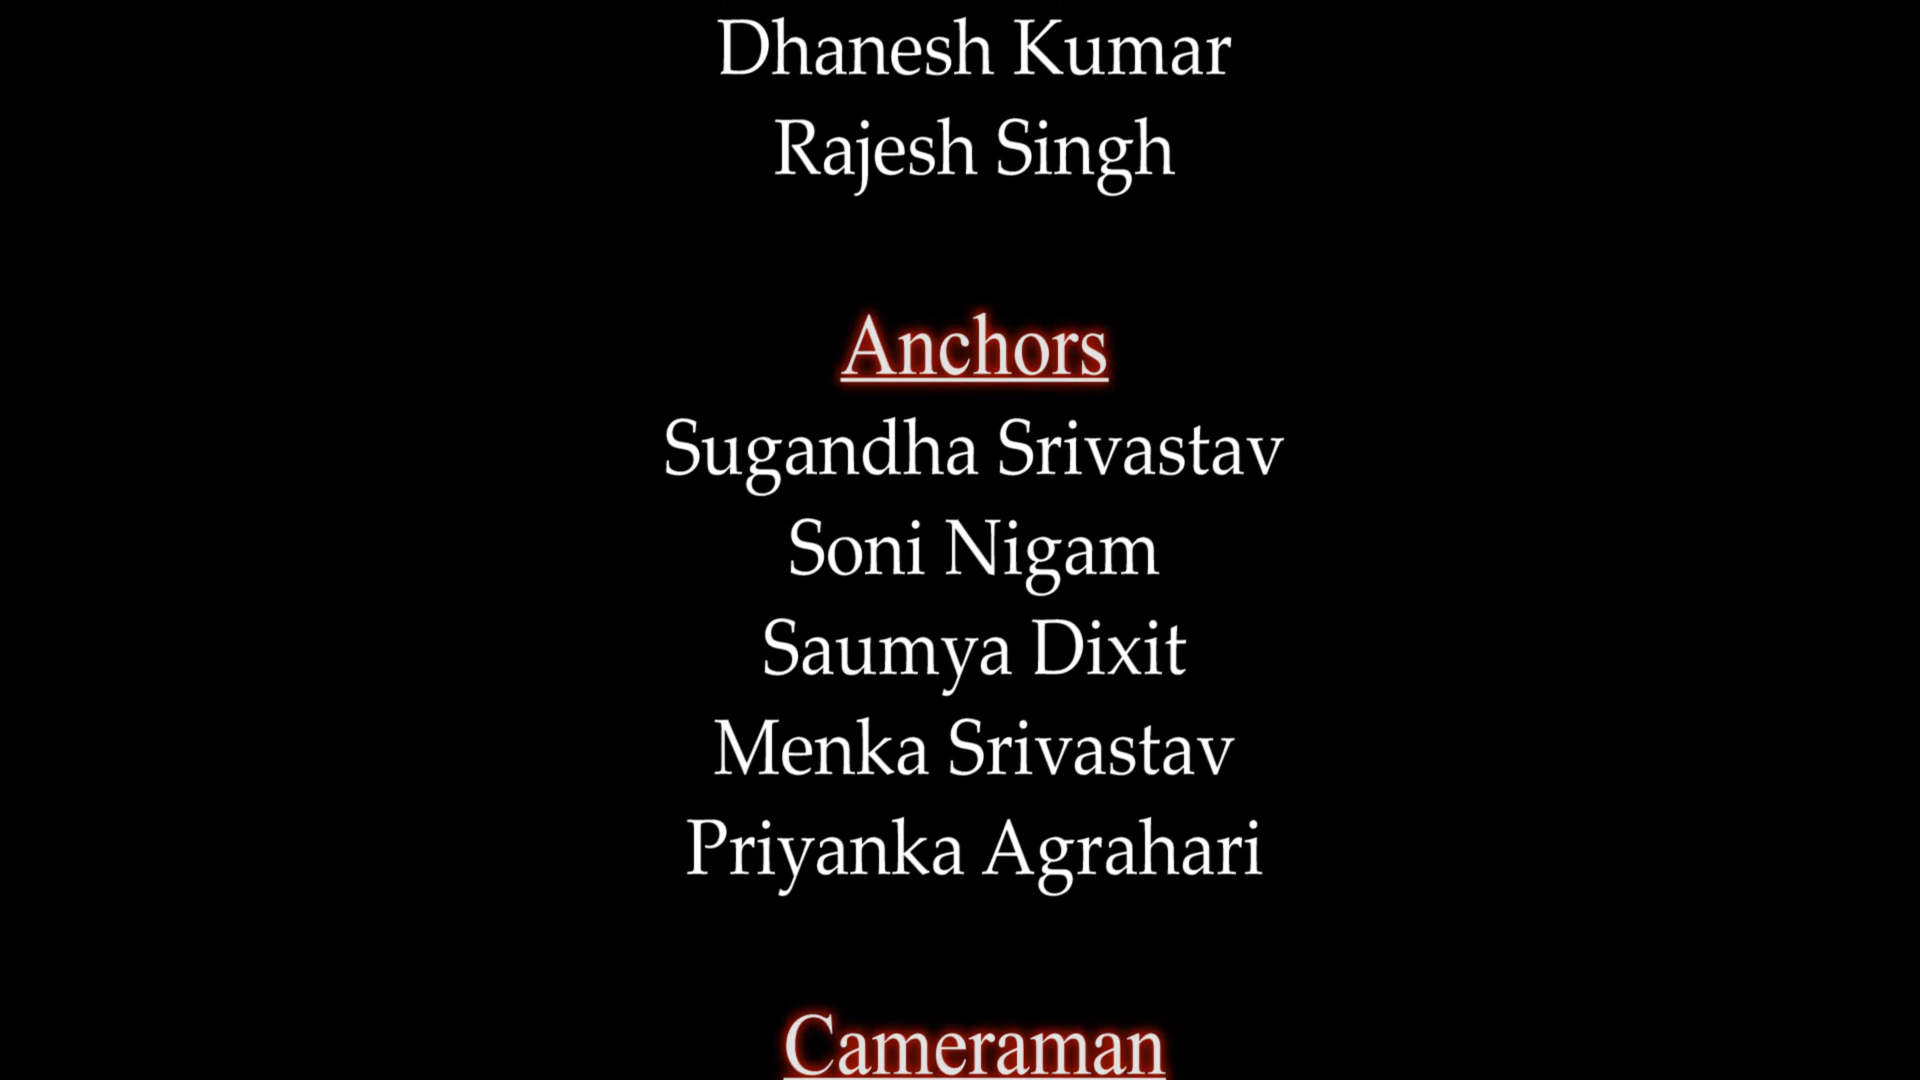 Dhanesh Kumar
Rajesh Singh
Anchors
Sugandha Srivastav
Soni Nigam
Saumya Dixit
Menka Srivastav
Priyanka Agrahari
Cameraman